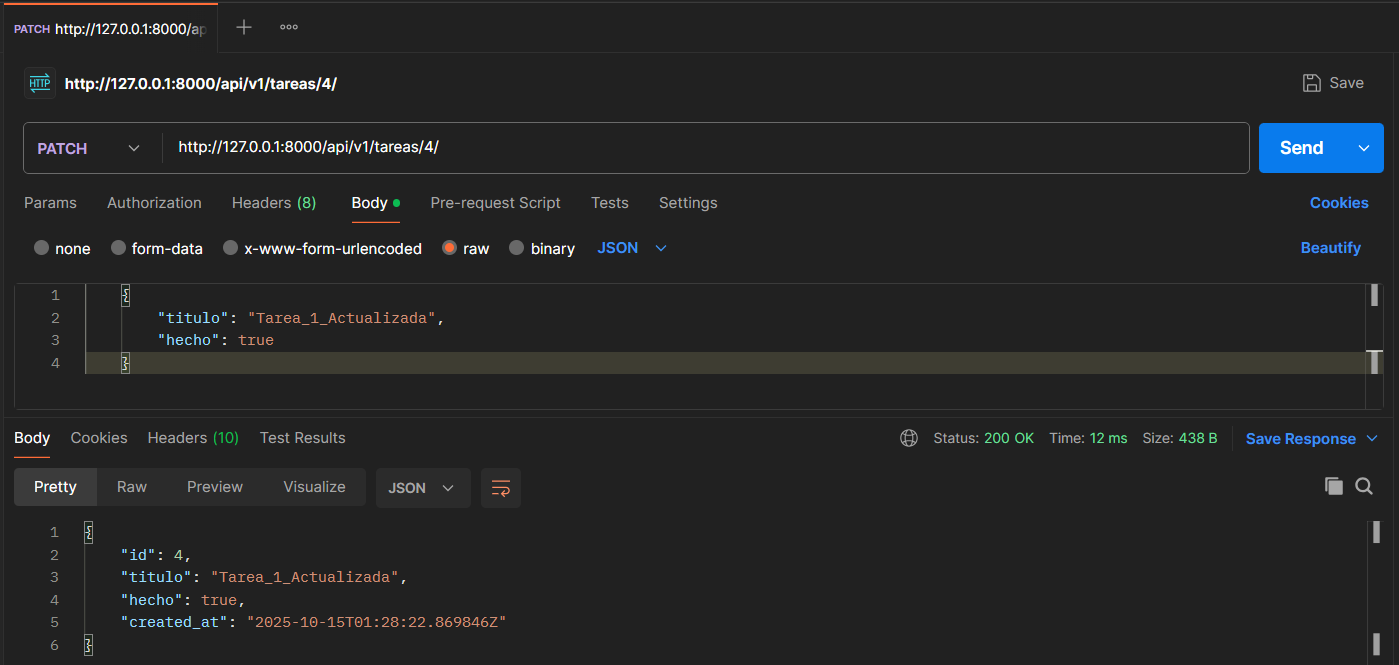 PATCH http://127.0.0.1:8000/ap
HTTP http://127.0.0.1:8000/api/v1/tareas/4/ Save
PATCH http://127.0.0.1:8000/api/v1/tareas/4/ Send
Params Authorization Headers (8) Body Pre-request Script Tests Settings Cookies
none form-data x-www-form-urlencoded raw binary JSON Beautify
1 {
2 "titulo": "Tarea_1_Actualizada",
3 "hecho": true
4 }
Body Cookies Headers (10) Test Results Status: 200 OK Time: 12 ms Size: 438 B Save Response
Pretty Raw Preview Visualize JSON
1 {
2 "id": 4,
3 "titulo": "Tarea_1_Actualizada",
4 "hecho": true,
5 "created_at": "2025-10-15T01:28:22.869846Z"
6 }